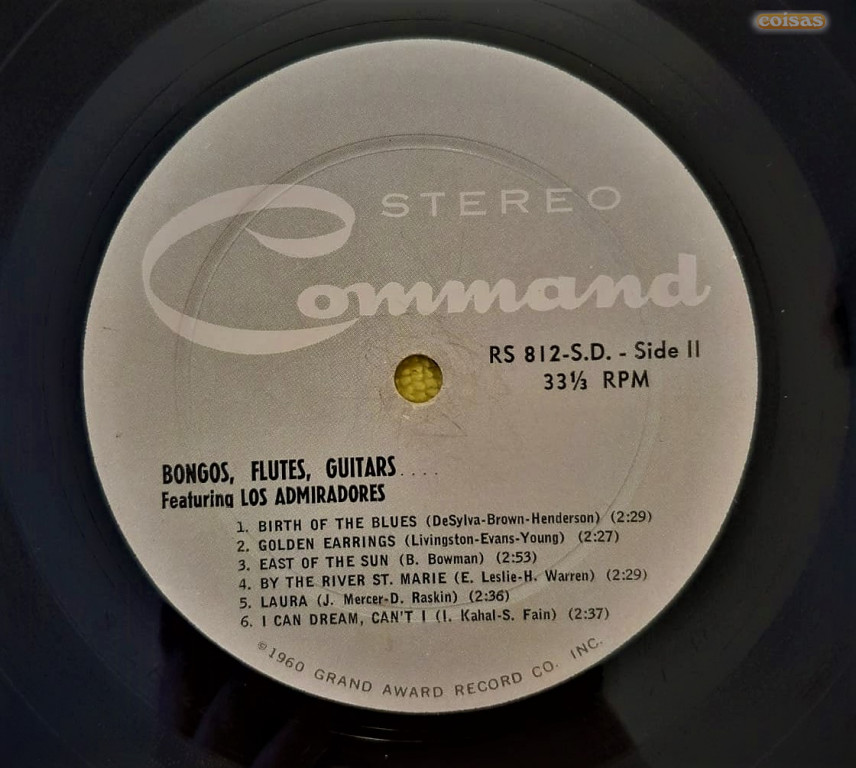 coisas
STEREO
Command
RS 812-S.D. - Side II
33⅓ RPM
BONGOS, FLUTES, GUITARS....
Featuring LOS ADMIRADORES
1. BIRTH OF THE BLUES (DeSylva-Brown-Henderson) (2:29)
2. GOLDEN EARRINGS (Livingston-Evans-Young) (2:27)
3. EAST OF THE SUN (B. Bowman) (2:53)
4. BY THE RIVER ST. MARIE (E. Leslie-H. Warren) (2:29)
5. LAURA (J. Mercer-D. Raskin) (2:36)
6. I CAN DREAM, CAN'T I (I. Kahal-S. Fain) (2:37)
©1960 GRAND AWARD RECORD CO. INC.